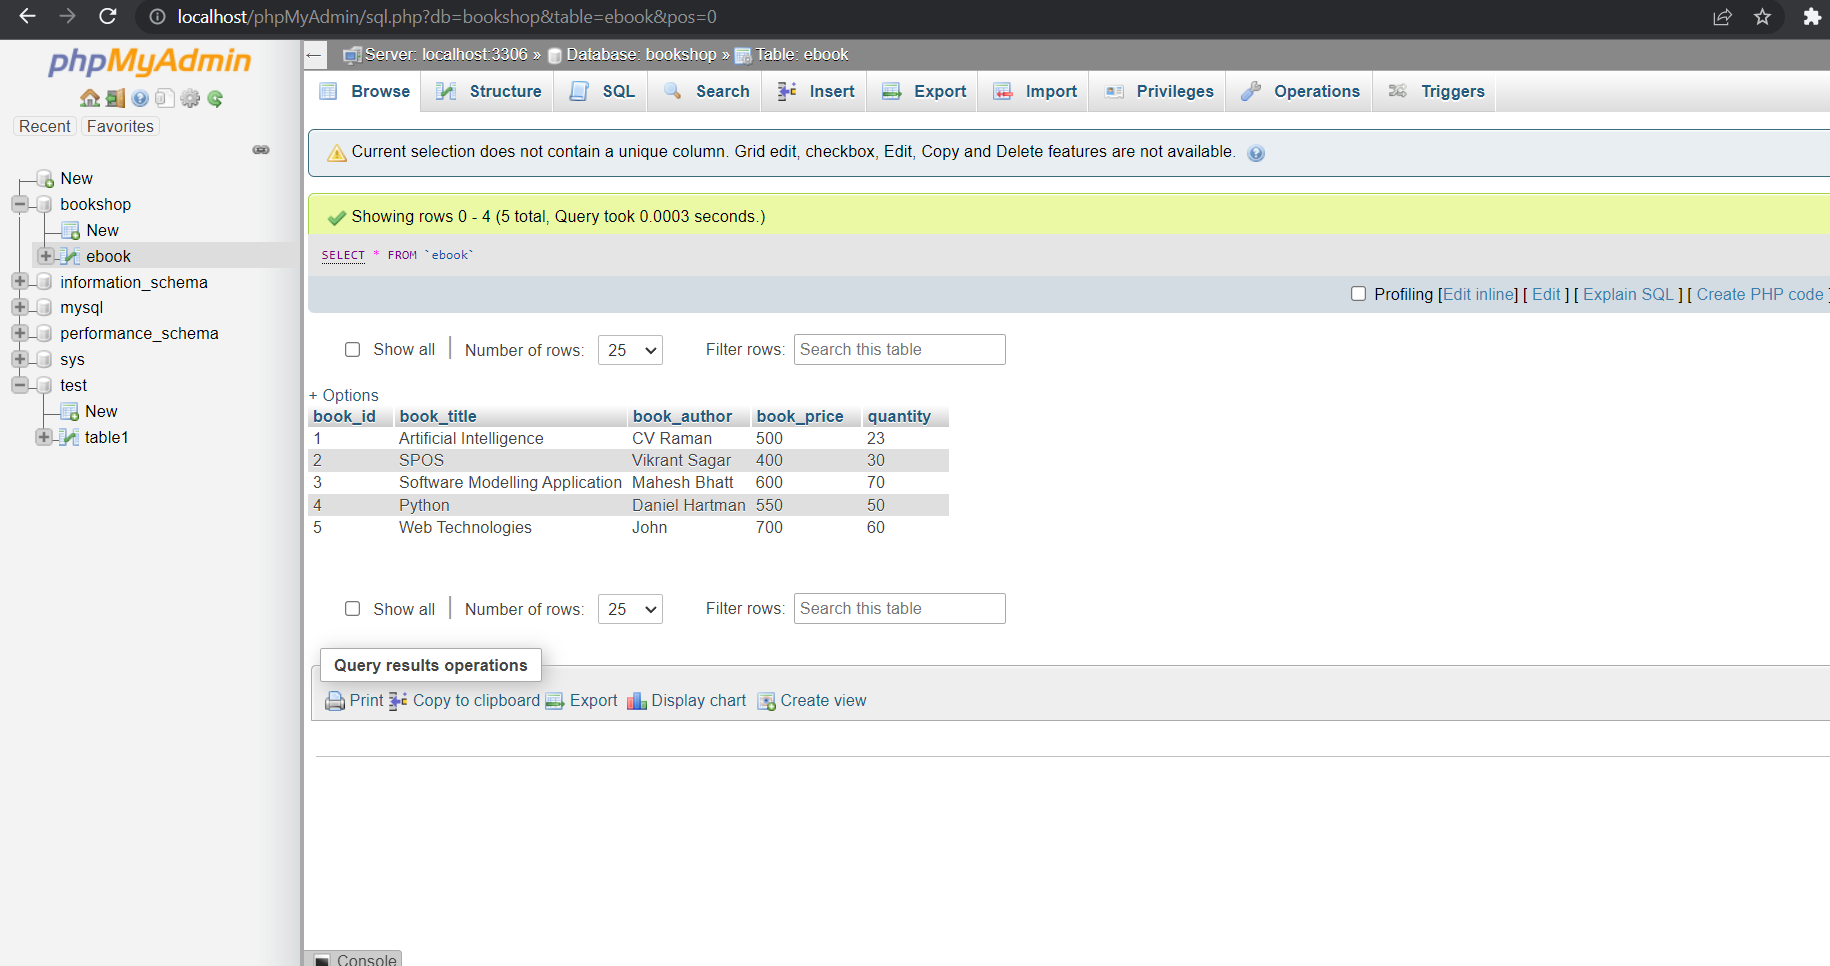 localhost/phpMyAdmin/sql.php?db=bookshop&table=ebook&pos=0
phpMyAdmin
Recent Favorites
New
bookshop
New
ebook
information_schema
mysql
performance_schema
sys
test
New
table1
Server: localhost:3306 » Database: bookshop » Table: ebook
Browse Structure SQL Search Insert Export Import Privileges Operations Triggers
Current selection does not contain a unique column. Grid edit, checkbox, Edit, Copy and Delete features are not available.
Showing rows 0 - 4 (5 total, Query took 0.0003 seconds.)
SELECT * FROM `ebook`
Profiling [Edit inline] [ Edit ] [ Explain SQL ] [ Create PHP code ]
Show all | Number of rows: 25 Filter rows: Search this table
+ Options
book_id book_title book_author book_price quantity
1 Artificial Intelligence CV Raman 500 23
2 SPOS Vikrant Sagar 400 30
3 Software Modelling Application Mahesh Bhatt 600 70
4 Python Daniel Hartman 550 50
5 Web Technologies John 700 60
Show all | Number of rows: 25 Filter rows: Search this table
Query results operations
Print Copy to clipboard Export Display chart Create view
Console